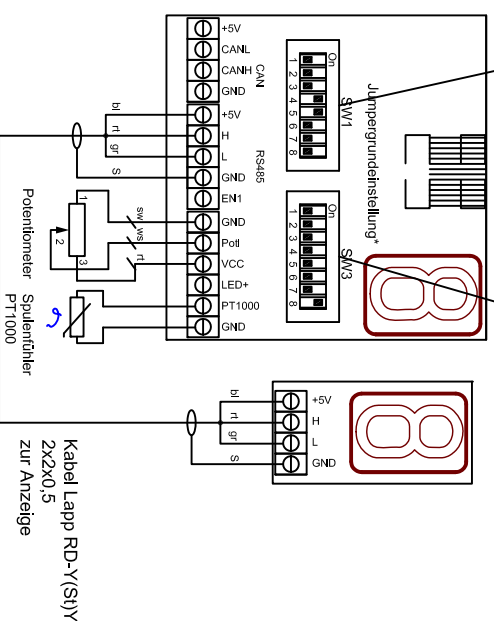 +5V
CANL
CANH
GND
CAN
+5V
H
L
GND
EN1
RS485
GND
Poti
VCC
LED+
PT1000
GND
bl
rt
gr
S
sw
ws
rt
1
2
3
Potentiometer
Spulenfühler
PT1000
On
1 2 3 4 5 6 7 8
SW1
Jumpergrundeinstellung*
On
1 2 3 4 5 6 7 8
SW3
+5V
H
L
GND
bl
rt
gr
S
Kabel Lapp RD-Y(St)Y
2x2x0,5
zur Anzeige